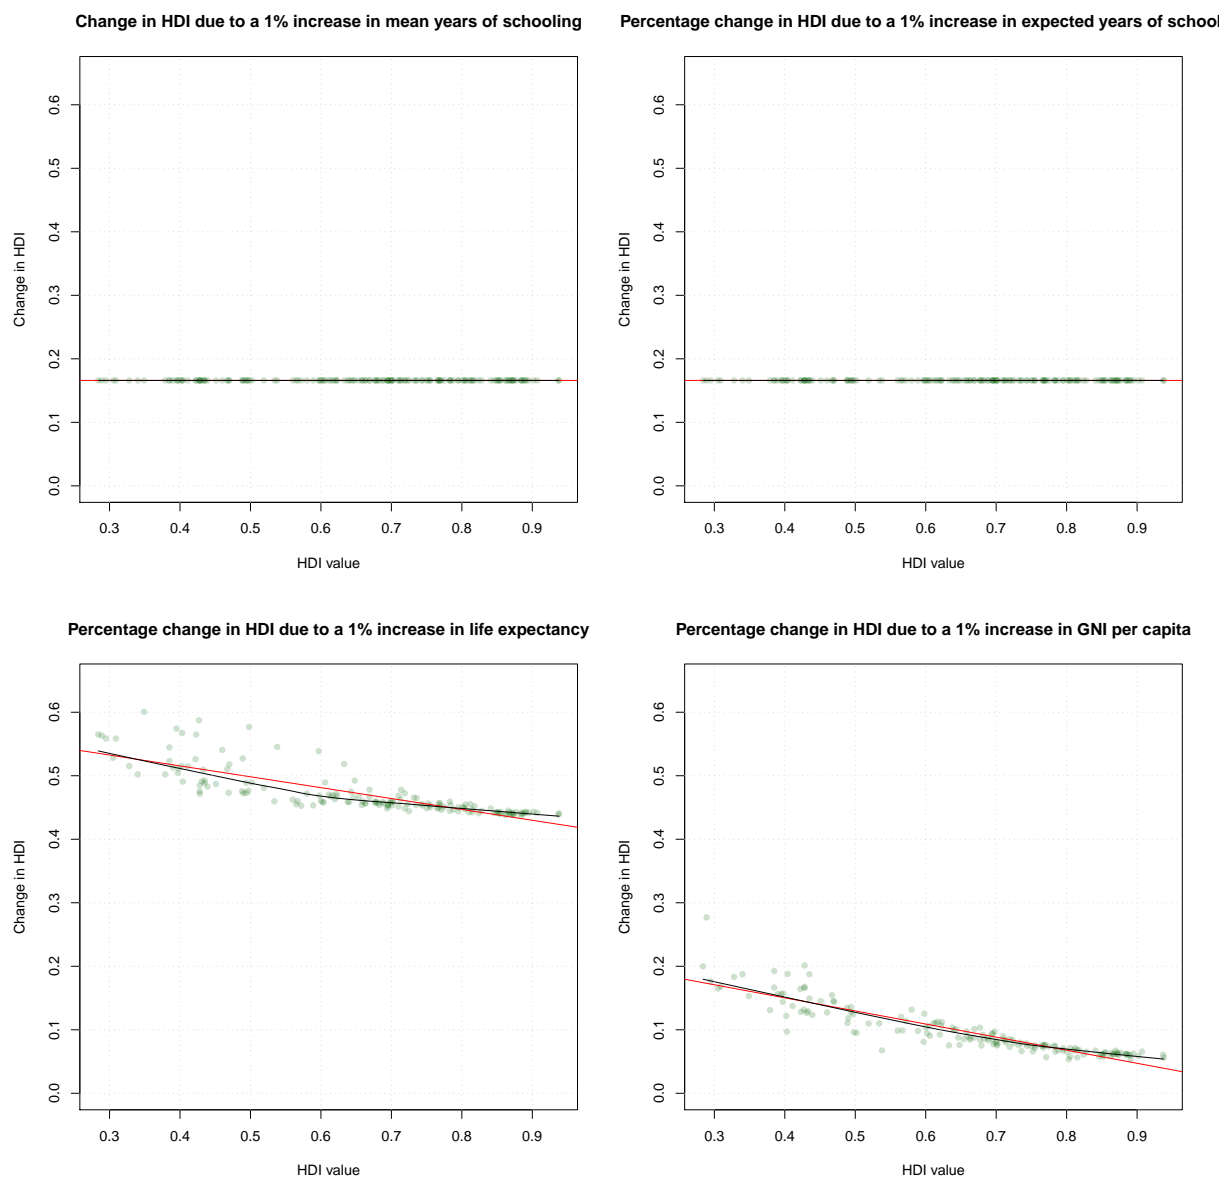 Change in HDI due to a 1% increase in mean years of schooling
Change in HDI
0.6
0.5
0.4
0.3
0.2
0.1
0.0
0.3 0.4 0.5 0.6 0.7 0.8 0.9
HDI value
Percentage change in HDI due to a 1% increase in expected years of school
Change in HDI
0.6
0.5
0.4
0.3
0.2
0.1
0.0
0.3 0.4 0.5 0.6 0.7 0.8 0.9
HDI value
Percentage change in HDI due to a 1% increase in life expectancy
Change in HDI
0.6
0.5
0.4
0.3
0.2
0.1
0.0
0.3 0.4 0.5 0.6 0.7 0.8 0.9
HDI value
Percentage change in HDI due to a 1% increase in GNI per capita
Change in HDI
0.6
0.5
0.4
0.3
0.2
0.1
0.0
0.3 0.4 0.5 0.6 0.7 0.8 0.9
HDI value